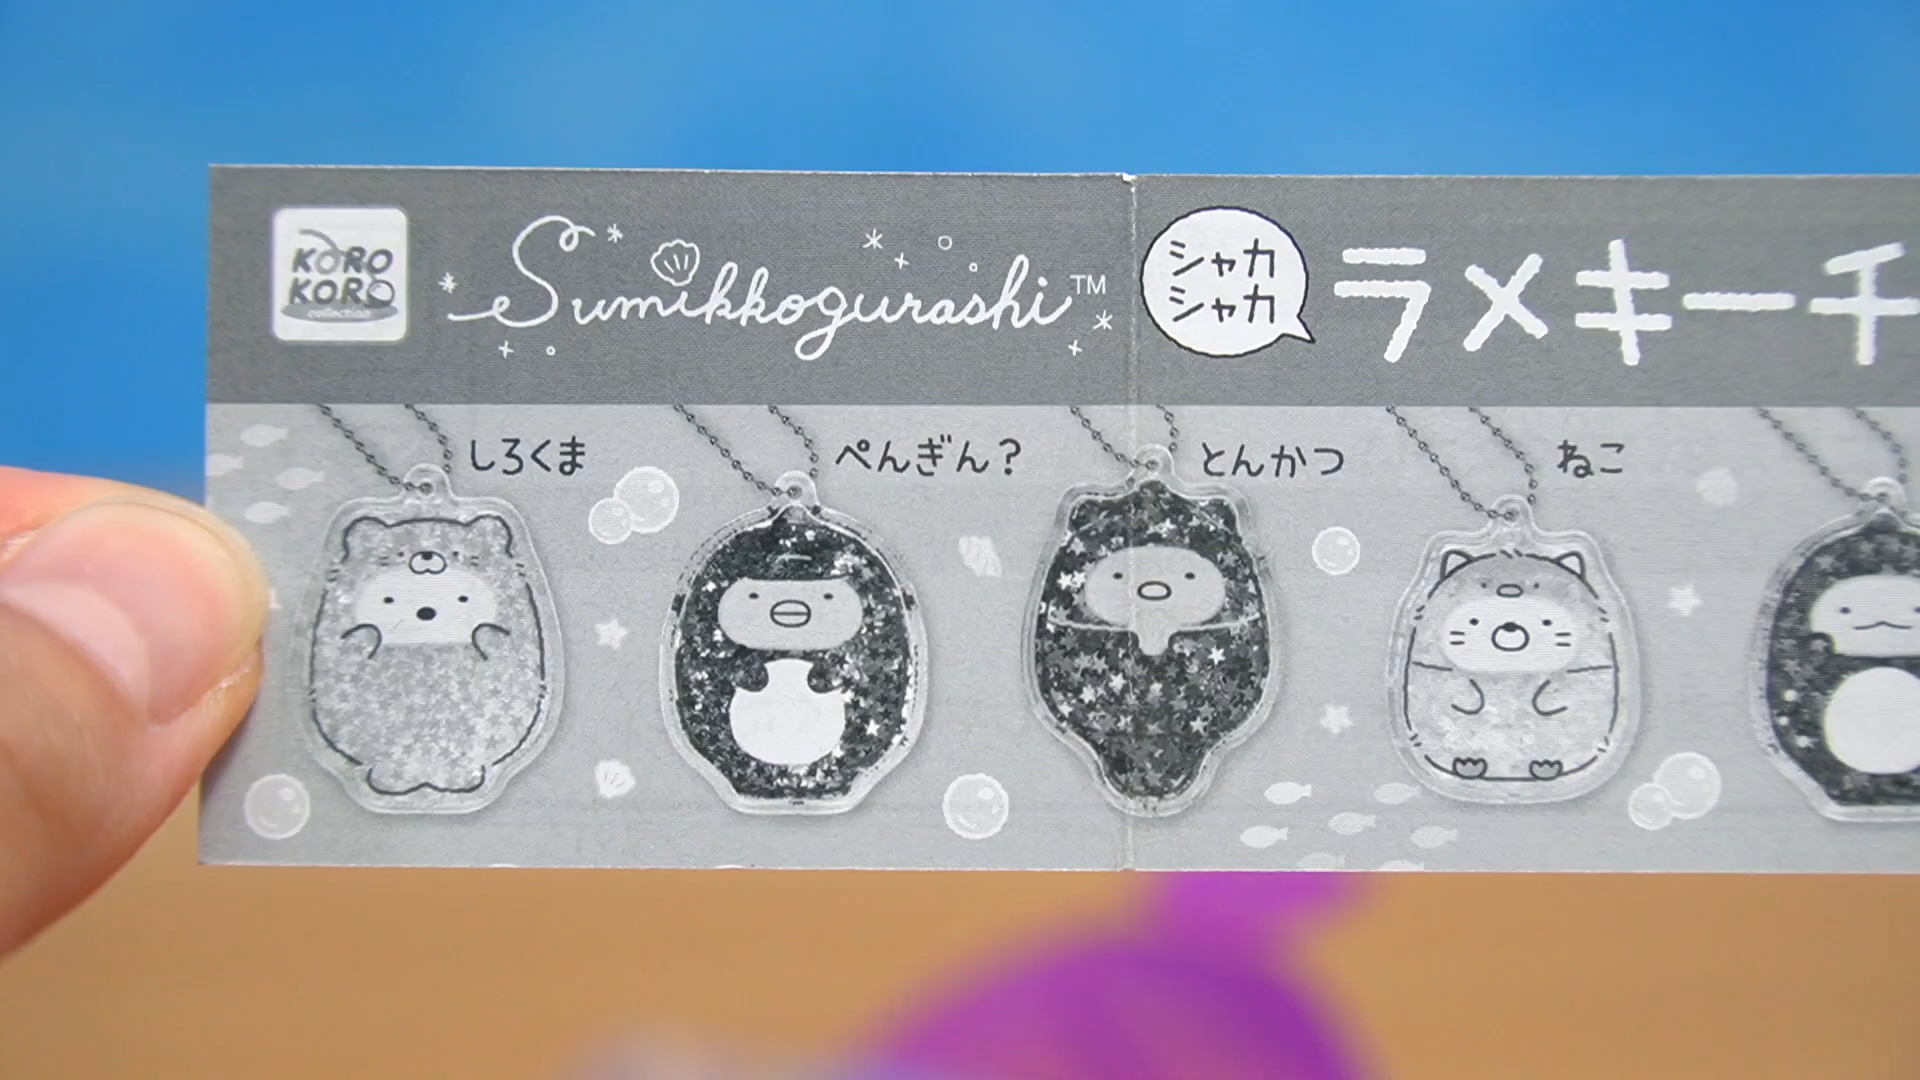 KORO
KORO
collection
Sumikkogurashi™
シャカ
シャカ
ラメキーチ
しろくま
ぺんぎん？
とんかつ
ねこ